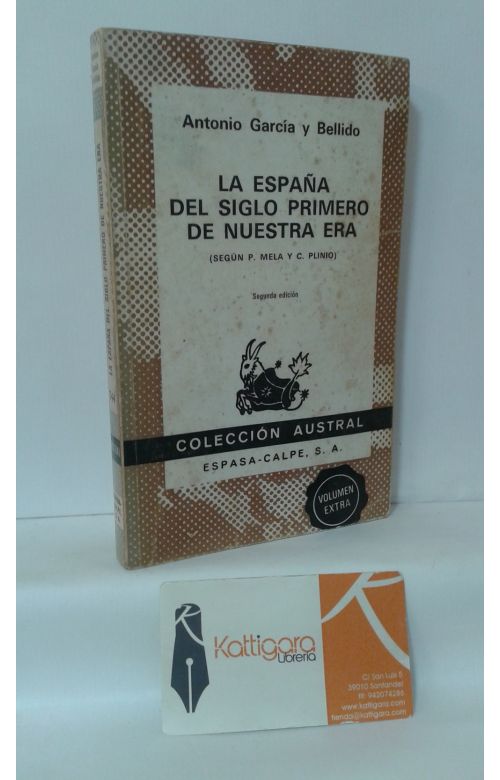 Antonio García y Bellido
LA ESPAÑA
DEL SIGLO PRIMERO
DE NUESTRA ERA
(SEGÚN P. MELA Y C. PLINIO)
Segunda edición
COLECCIÓN AUSTRAL
ESPASA-CALPE, S. A.
VOLUMEN
EXTRA
LA ESPAÑA DEL SIGLO PRIMERO DE NUESTRA ERA
Kattigara
Librería
C/ San Luis 5
39010 Santander
942074286
www.kattigara.com
tienda@kattigara.com